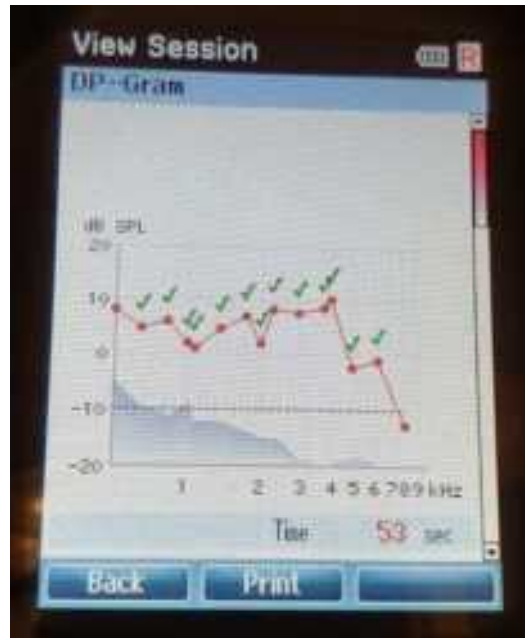 View Session
R
DP-Gram
dB SPL
20
10
0
-10
-20
1 2 3 4 5 6 7 8 9 kHz
Time 53 sec
Back Print